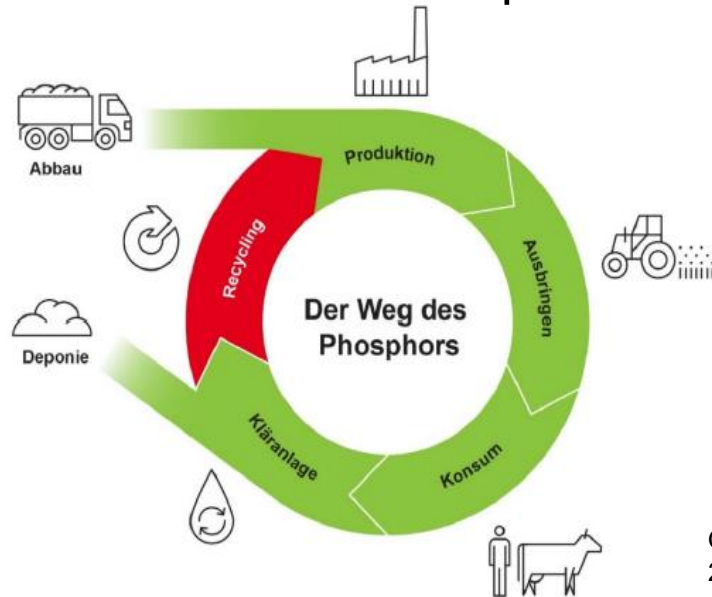 Abbau
Produktion
Ausbringen
Konsum
Kläranlage
Deponie
Recycling
Der Weg des
Phosphors